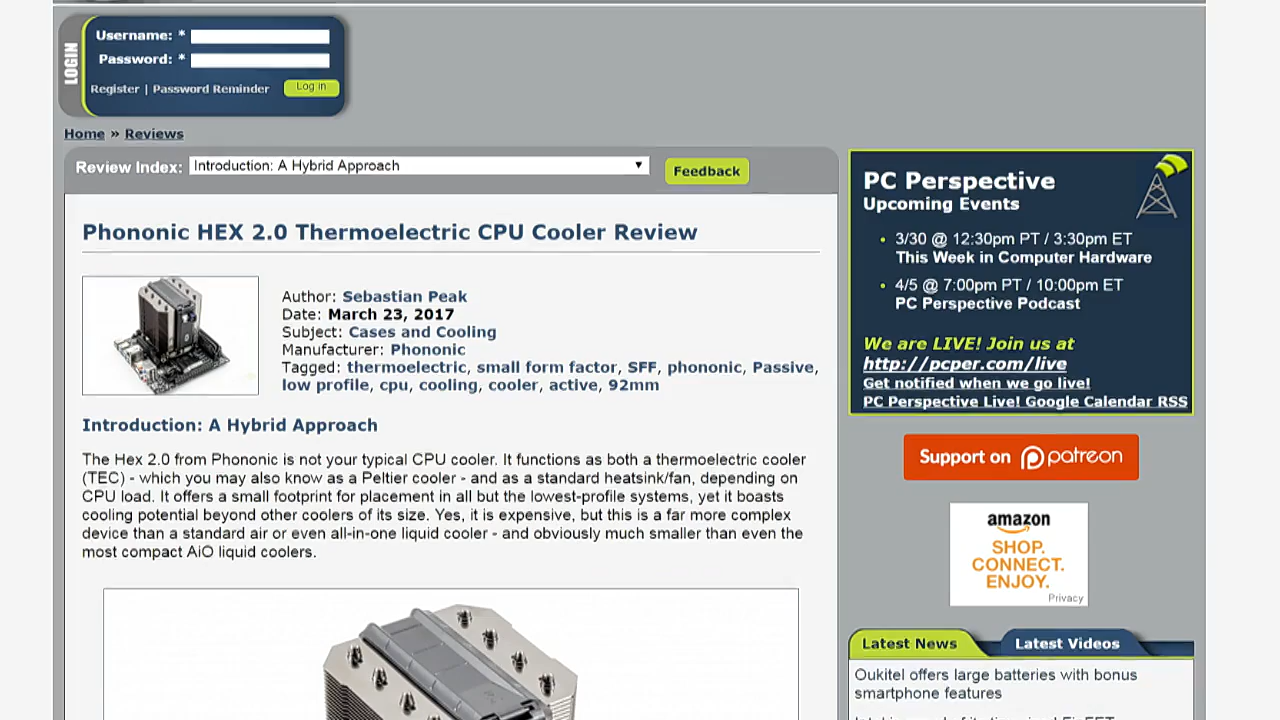 LOGIN
Username: *
Password: *
Register | Password Reminder
Log in
Home » Reviews
Review Index:
Introduction: A Hybrid Approach
Feedback
Phononic HEX 2.0 Thermoelectric CPU Cooler Review
Author: Sebastian Peak
Date: March 23, 2017
Subject: Cases and Cooling
Manufacturer: Phononic
Tagged: thermoelectric, small form factor, SFF, phononic, Passive,
low profile, cpu, cooling, cooler, active, 92mm
Introduction: A Hybrid Approach
The Hex 2.0 from Phononic is not your typical CPU cooler. It functions as both a thermoelectric cooler
(TEC) - which you may also know as a Peltier cooler - and as a standard heatsink/fan, depending on
CPU load. It offers a small footprint for placement in all but the lowest-profile systems, yet it boasts
cooling potential beyond other coolers of its size. Yes, it is expensive, but this is a far more complex
device than a standard air or even all-in-one liquid cooler - and obviously much smaller than even the
most compact AiO liquid coolers.
PC Perspective
Upcoming Events
• 3/30 @ 12:30pm PT / 3:30pm ET
This Week in Computer Hardware
• 4/5 @ 7:00pm PT / 10:00pm ET
PC Perspective Podcast
We are LIVE! Join us at
http://pcper.com/live
Get notified when we go live!
PC Perspective Live! Google Calendar RSS
Support on patreon
amazon
SHOP.
CONNECT.
ENJOY.
Privacy
Latest News
Latest Videos
Oukitel offers large batteries with bonus
smartphone features